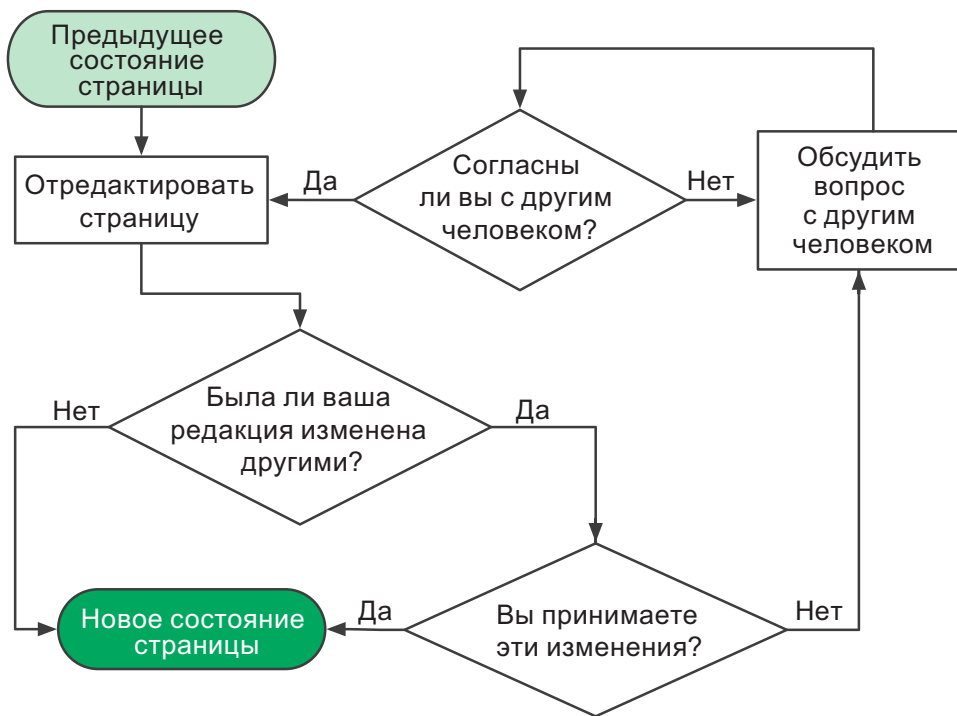 Предыдущее
состояние
страницы
Отредактировать
страницу
Да
Согласны
ли вы с другим
человеком?
Нет
Обсудить
вопрос
с другим
человеком
Нет
Была ли ваша
редакция изменена
другими?
Да
Новое состояние
страницы
Да
Вы принимаете
эти изменения?
Нет